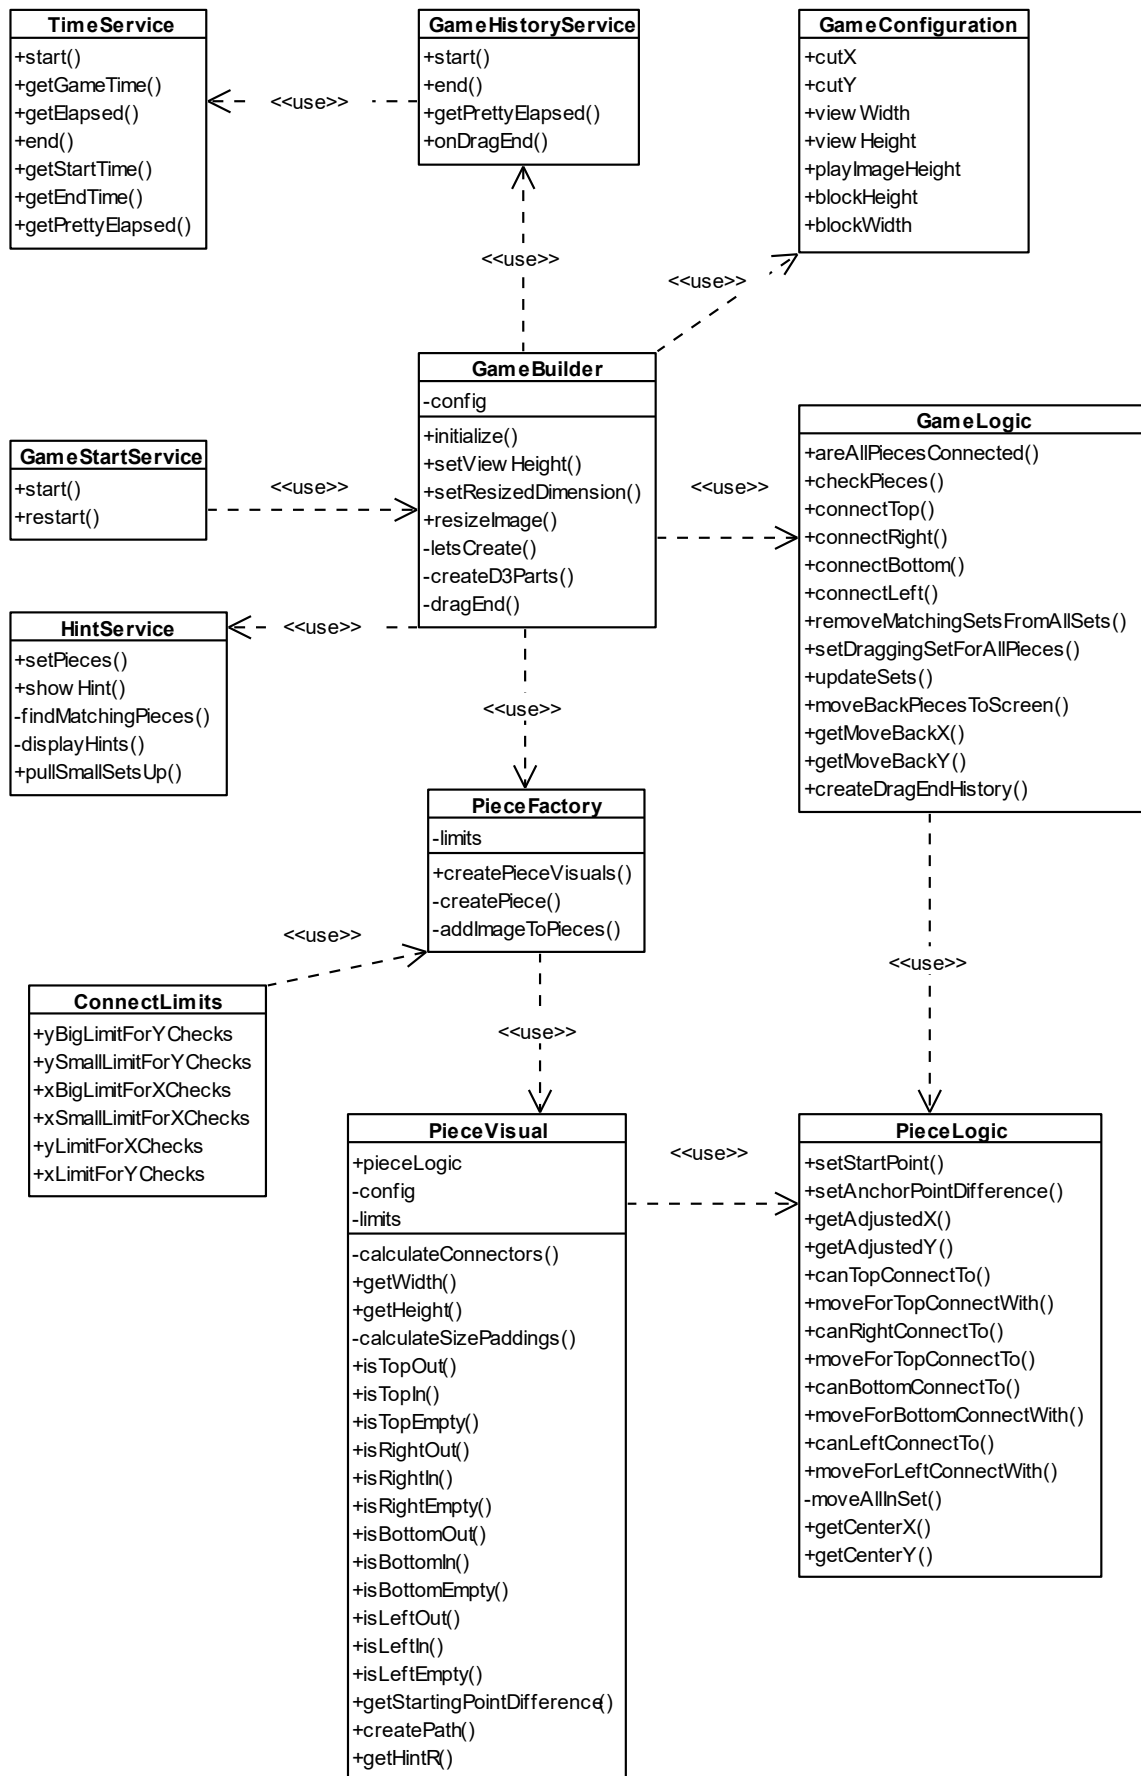 TimeService
+start()
+getGameTime()
+getElapsed()
+end()
+getStartTime()
+getEndTime()
+getPrettyElapsed()
<<use>>
GameHistoryService
+start()
+end()
+getPrettyElapsed()
+onDragEnd()
GameConfiguration
+cutX
+cutY
+viewWidth
+viewHeight
+playImageHeight
+blockHeight
+blockWidth
<<use>>
<<use>>
GameBuilder
-config
+initialize()
+setViewHeight()
+setResizedDimension()
+resizeImage()
-letsCreate()
-createD3Parts()
-dragEnd()
GameStartService
+start()
+restart()
<<use>>
<<use>>
GameLogic
+areAllPiecesConnected()
+checkPieces()
+connectTop()
+connectRight()
+connectBottom()
+connectLeft()
+removeMatchingSetsFromAllSets()
+setDraggingSetForAllPieces()
+updateSets()
+moveBackPiecesToScreen()
+getMoveBackX()
+getMoveBackY()
+createDragEndHistory()
HintService
+setPieces()
+showHint()
-findMatchingPieces()
-displayHints()
+pullSmallSetsUp()
<<use>>
<<use>>
PieceFactory
-limits
+createPieceVisuals()
-createPiece()
-addImageToPieces()
<<use>>
<<use>>
ConnectLimits
+yBigLimitForYChecks
+ySmallLimitForYChecks
+xBigLimitForXChecks
+xSmallLimitForXChecks
+yLimitForXChecks
+xLimitForYChecks
<<use>>
PieceVisual
+pieceLogic
-config
-limits
-calculateConnectors()
+getWidth()
+getHeight()
-calculateSizePaddings()
+isTopOut()
+isTopIn()
+isTopEmpty()
+isRightOut()
+isRightIn()
+isRightEmpty()
+isBottomOut()
+isBottomIn()
+isBottomEmpty()
+isLeftOut()
+isLeftIn()
+isLeftEmpty()
+getStartingPointDifference()
+createPath()
+getHintR()
<<use>>
PieceLogic
+setStartPoint()
+setAnchorPointDifference()
+getAdjustedX()
+getAdjustedY()
+canTopConnectTo()
+moveForTopConnectWith()
+canRightConnectTo()
+moveForTopConnectTo()
+canBottomConnectTo()
+moveForBottomConnectWith()
+canLeftConnectTo()
+moveForLeftConnectWith()
-moveAllInSet()
+getCenterX()
+getCenterY()